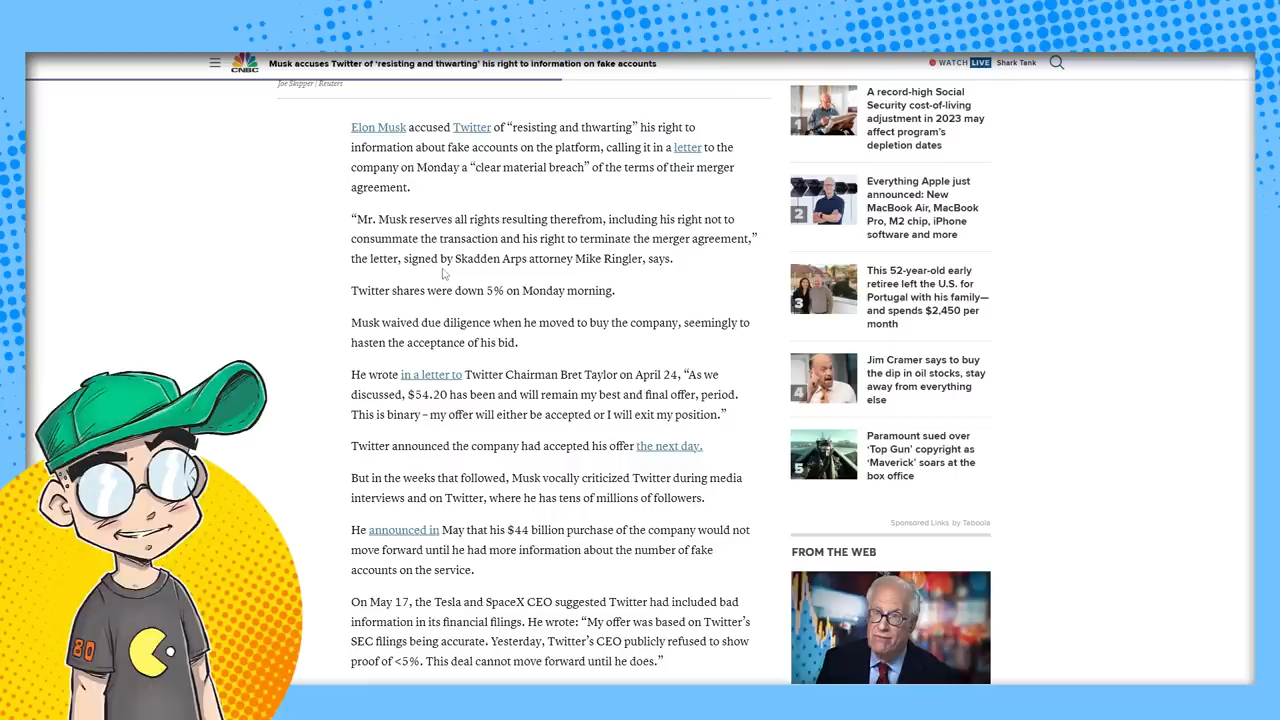 CNBC
Musk accuses Twitter of ‘resisting and thwarting’ his right to information on fake accounts
WATCH LIVE Shark Tank
Joe Skipper | Reuters
Elon Musk accused Twitter of “resisting and thwarting” his right to
information about fake accounts on the platform, calling it in a letter to the
company on Monday a “clear material breach” of the terms of their merger
agreement.
“Mr. Musk reserves all rights resulting therefrom, including his right not to
consummate the transaction and his right to terminate the merger agreement,”
the letter, signed by Skadden Arps attorney Mike Ringler, says.
Twitter shares were down 5% on Monday morning.
Musk waived due diligence when he moved to buy the company, seemingly to
hasten the acceptance of his bid.
He wrote in a letter to Twitter Chairman Bret Taylor on April 24, “As we
discussed, $54.20 has been and will remain my best and final offer, period.
This is binary – my offer will either be accepted or I will exit my position.”
Twitter announced the company had accepted his offer the next day.
But in the weeks that followed, Musk vocally criticized Twitter during media
interviews and on Twitter, where he has tens of millions of followers.
He announced in May that his $44 billion purchase of the company would not
move forward until he had more information about the number of fake
accounts on the service.
On May 17, the Tesla and SpaceX CEO suggested Twitter had included bad
information in its financial filings. He wrote: “My offer was based on Twitter’s
SEC filings being accurate. Yesterday, Twitter’s CEO publicly refused to show
proof of <5%. This deal cannot move forward until he does.”
1
A record-high Social
Security cost-of-living
adjustment in 2023 may
affect program’s
depletion dates
2
Everything Apple just
announced: New
MacBook Air, MacBook
Pro, M2 chip, iPhone
software and more
3
This 52-year-old early
retiree left the U.S. for
Portugal with his family—
and spends $2,450 per
month
4
Jim Cramer says to buy
the dip in oil stocks, stay
away from everything
else
5
Paramount sued over
‘Top Gun’ copyright as
‘Maverick’ soars at the
box office
Sponsored Links by Taboola
FROM THE WEB
80